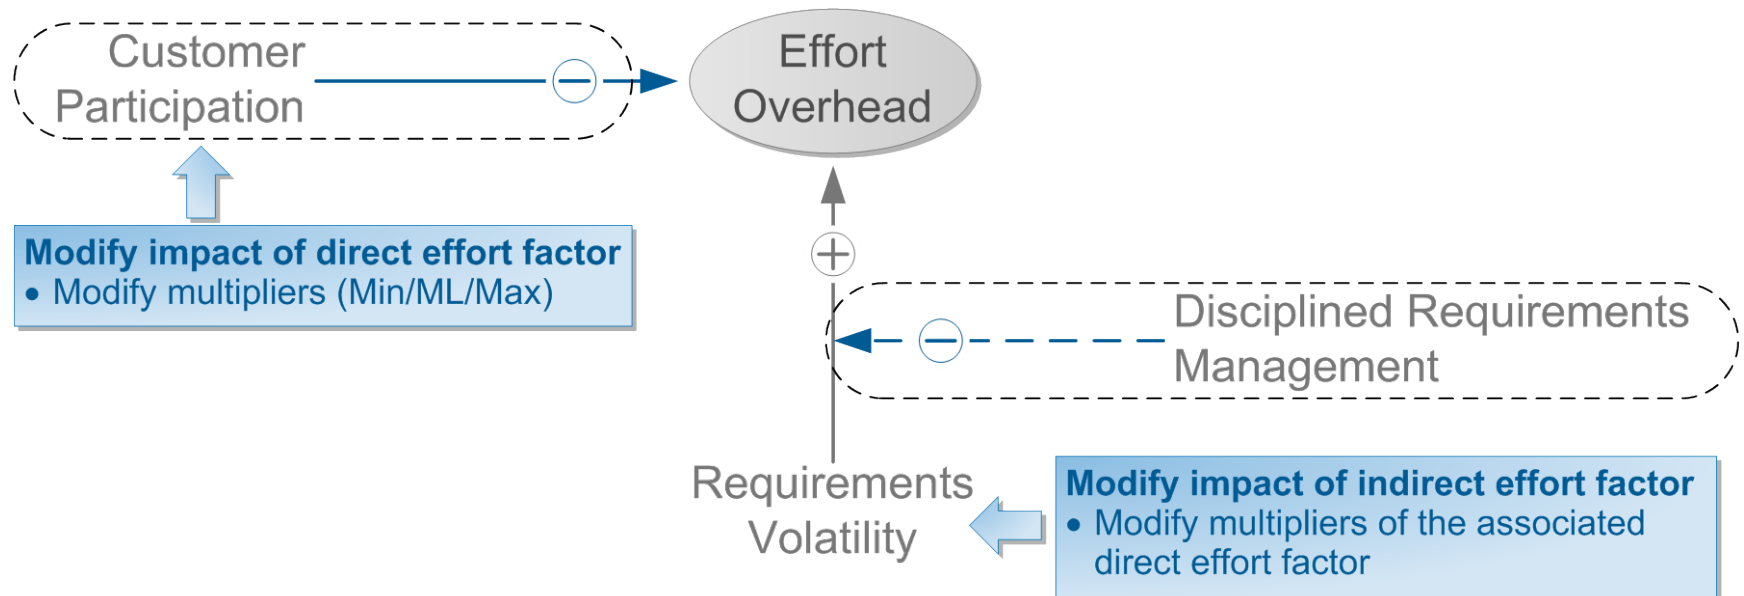 Customer
Participation
Effort
Overhead
Modify impact of direct effort factor
• Modify multipliers (Min/ML/Max)
Disciplined Requirements
Management
Requirements
Volatility
Modify impact of indirect effort factor
• Modify multipliers of the associated
direct effort factor